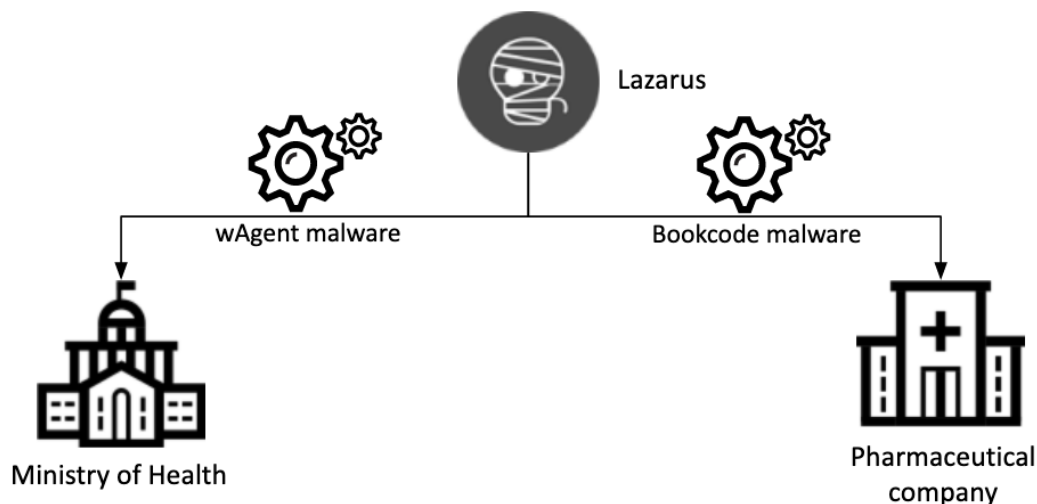 Lazarus
wAgent malware
Bookcode malware
Ministry of Health
Pharmaceutical
company